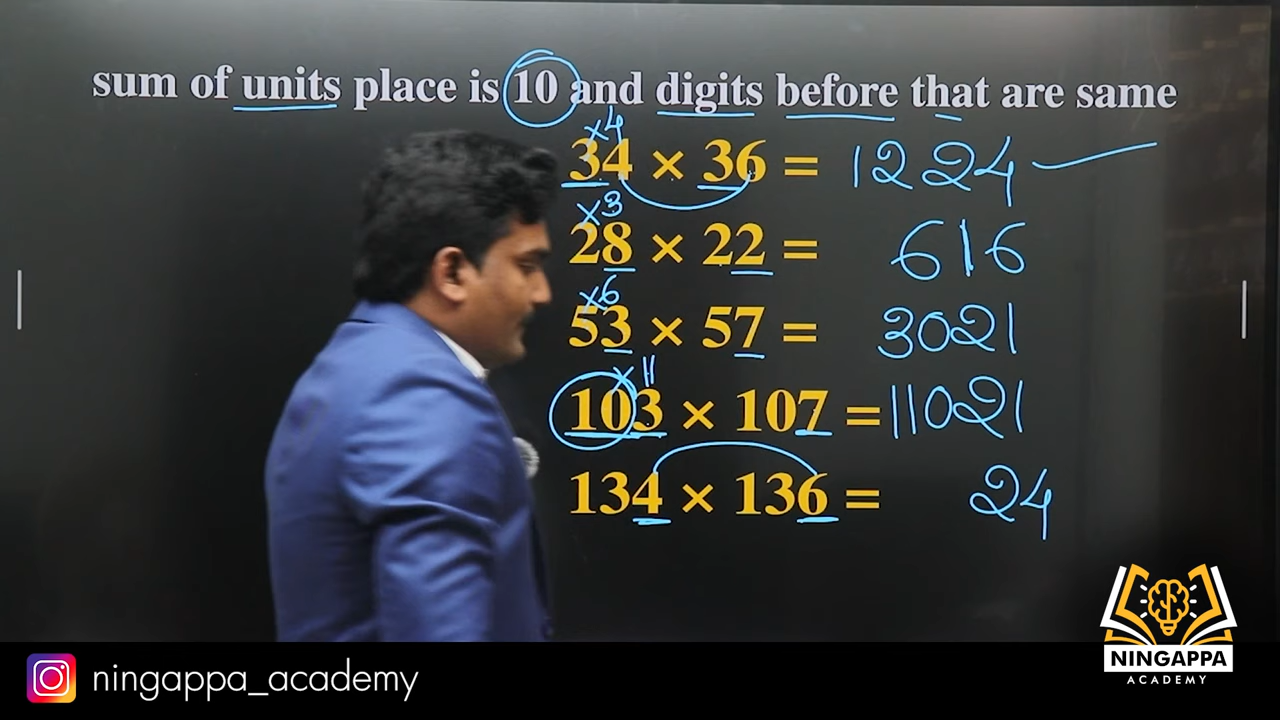 sum of units place is 10 and digits before that are same
×4
34 × 36 = 1224
×3
28 × 22 = 616
×6
53 × 57 = 3021
×11
103 × 107 = 11021
134 × 136 = 24
NINGAPPA
ACADEMY
ningappa_academy